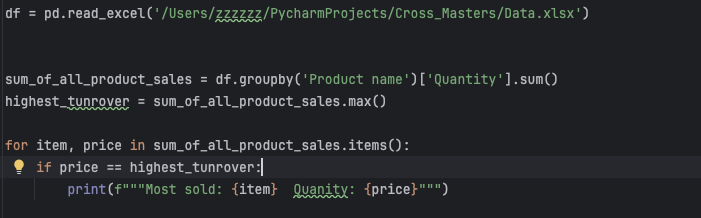 df = pd.read_excel('/Users/zzzzzz/PycharmProjects/Cross_Masters/Data.xlsx')
sum_of_all_product_sales = df.groupby('Product name')['Quantity'].sum()
highest_tunrover = sum_of_all_product_sales.max()
for item, price in sum_of_all_product_sales.items():
    if price == highest_tunrover:
        print(f"""Most sold: {item}  Quanity: {price}""")